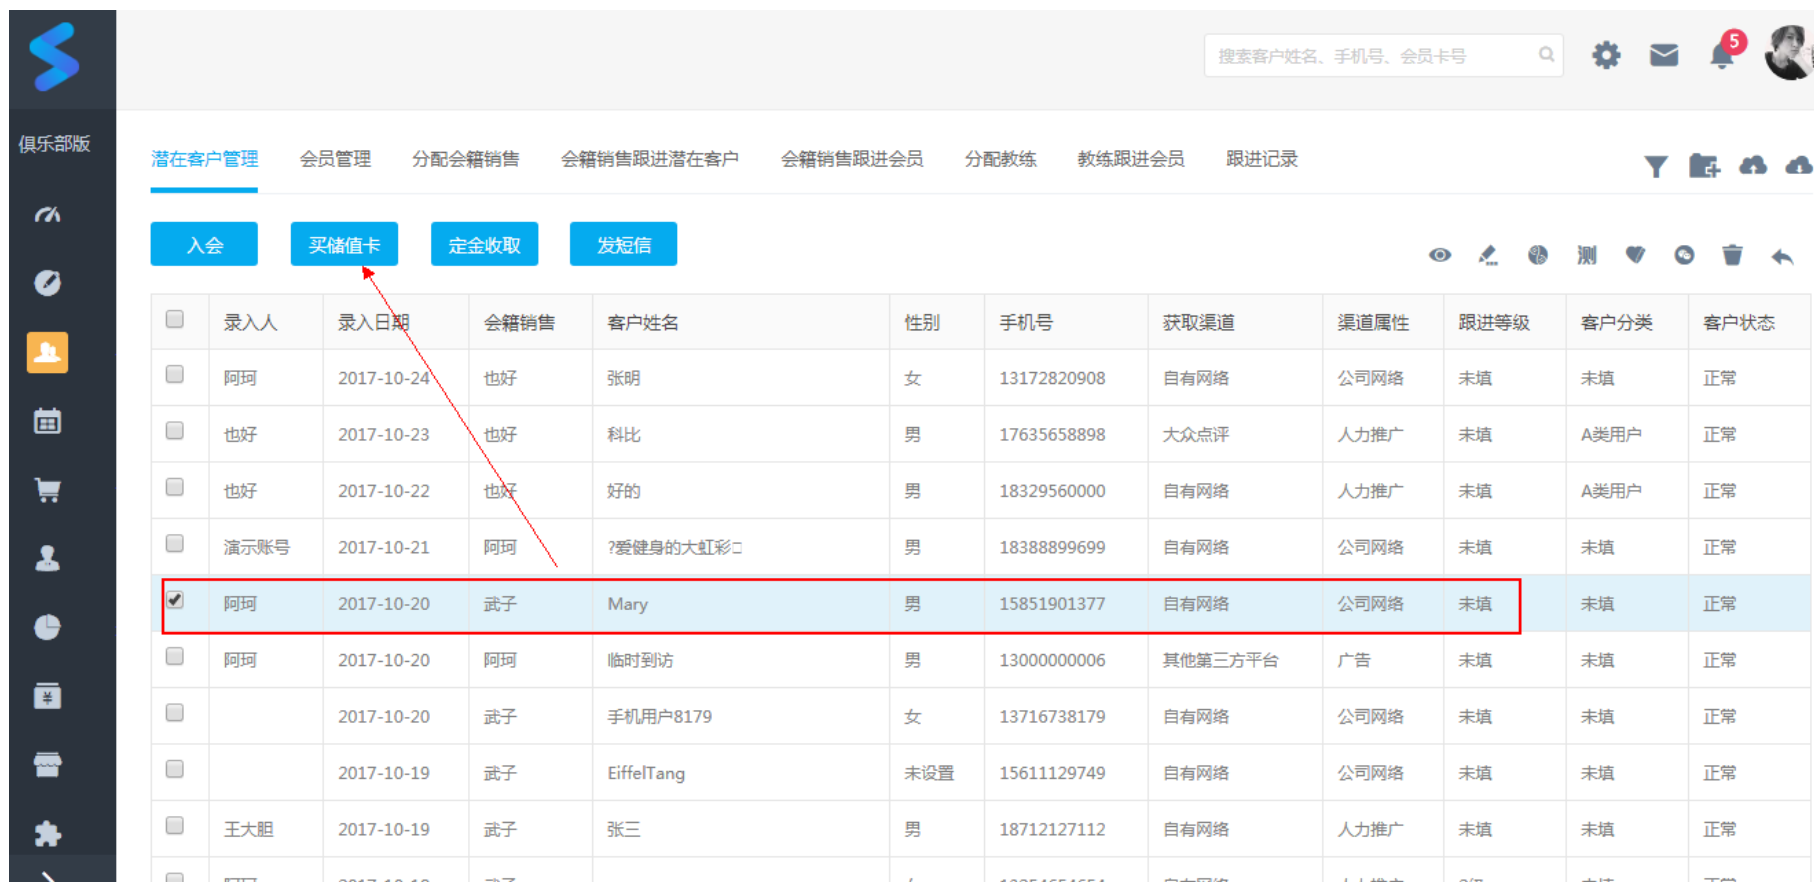 搜索客户姓名、手机号、会员卡号
5
俱乐部版
潜在客户管理 会员管理 分配会籍销售 会籍销售跟进潜在客户 会籍销售跟进会员 分配教练 教练跟进会员 跟进记录
入会 买储值卡 定金收取 发短信 测
录入人 录入日期 会籍销售 客户姓名 性别 手机号 获取渠道 渠道属性 跟进等级 客户分类 客户状态
阿珂 2017-10-24 也好 张明 女 13172820908 自有网络 公司网络 未填 未填 正常
也好 2017-10-23 也好 科比 男 17635658898 大众点评 人力推广 未填 A类用户 正常
也好 2017-10-22 也好 好的 男 18329560000 自有网络 人力推广 未填 A类用户 正常
演示账号 2017-10-21 阿珂 ?爱健身的大虹彩□ 男 18388899699 自有网络 公司网络 未填 未填 正常
阿珂 2017-10-20 武子 Mary 男 15851901377 自有网络 公司网络 未填 未填 正常
阿珂 2017-10-20 阿珂 临时到访 男 13000000006 其他第三方平台 广告 未填 未填 正常
2017-10-20 武子 手机用户8179 女 13716738179 自有网络 公司网络 未填 未填 正常
2017-10-19 武子 EiffelTang 未设置 15611129749 自有网络 公司网络 未填 未填 正常
王大胆 2017-10-19 武子 张三 男 18712127112 自有网络 人力推广 未填 未填 正常